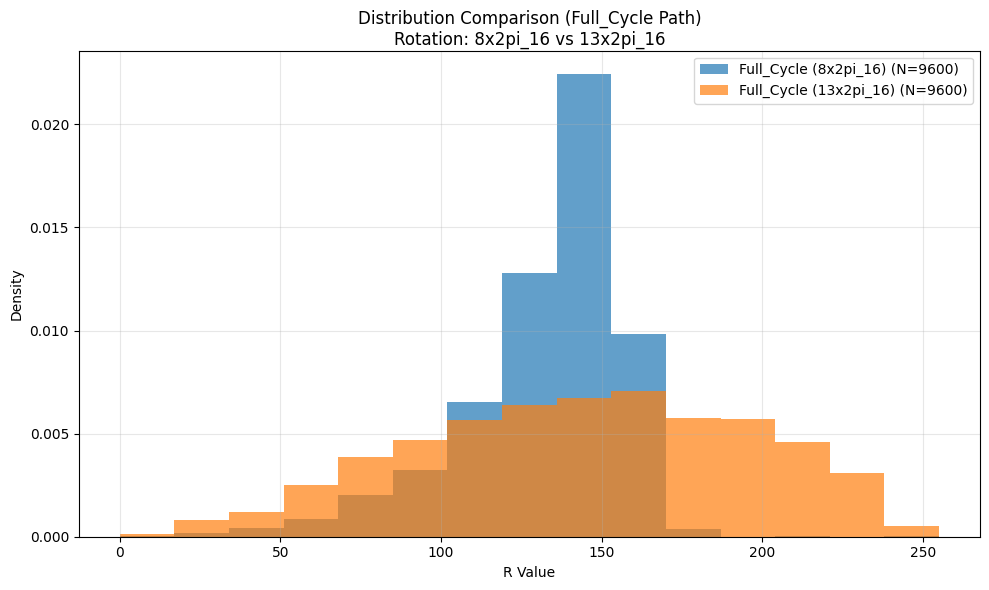 Distribution Comparison (Full_Cycle Path)
Rotation: 8x2pi_16 vs 13x2pi_16
Full_Cycle (8x2pi_16) (N=9600)
Full_Cycle (13x2pi_16) (N=9600)
Density
0.020
0.015
0.010
0.005
0.000
0 50 100 150 200 250
R Value